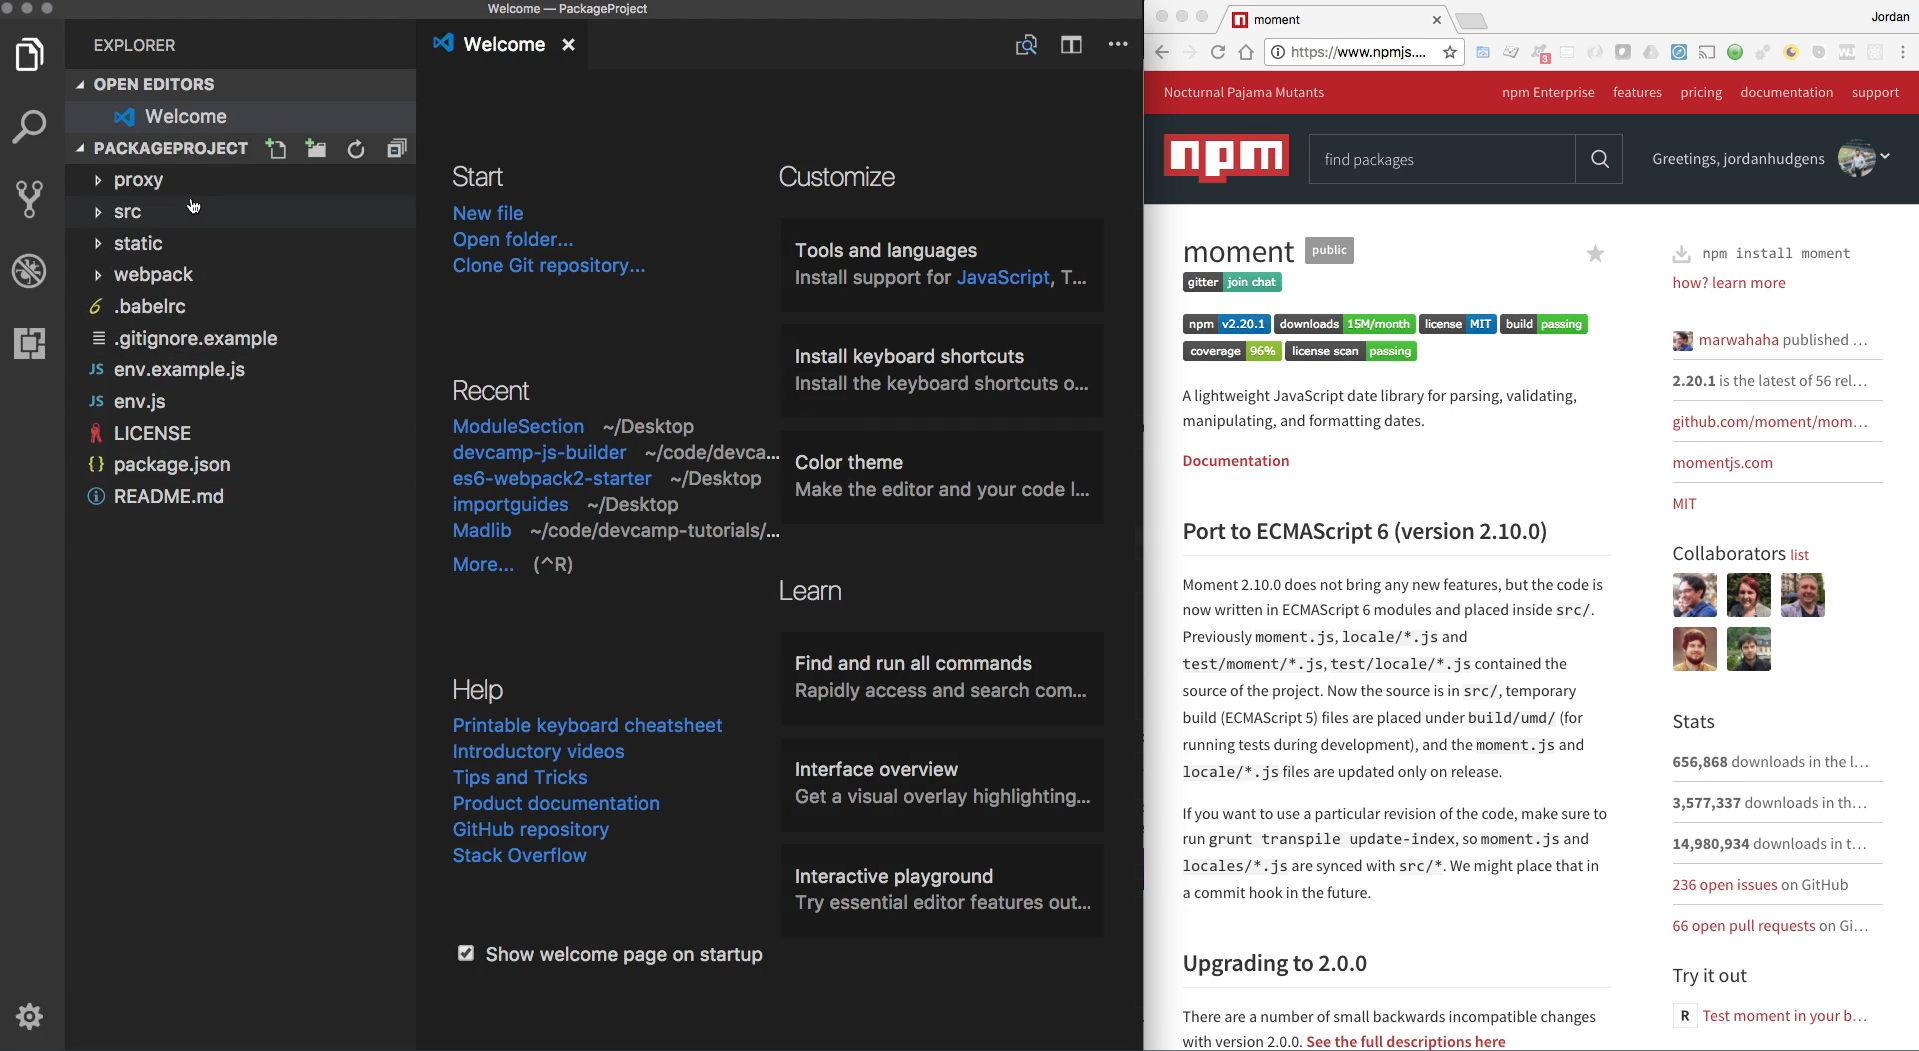 Welcome — PackageProject
EXPLORER
OPEN EDITORS
Welcome
PACKAGEPROJECT
proxy
src
static
webpack
.babelrc
.gitignore.example
JS env.example.js
JS env.js
LICENSE
{} package.json
README.md
Welcome
Start
New file
Open folder...
Clone Git repository...
Recent
ModuleSection ~/Desktop
devcamp-js-builder ~/code/devca...
es6-webpack2-starter ~/Desktop
importguides ~/Desktop
Madlib ~/code/devcamp-tutorials/...
More... (^R)
Help
Printable keyboard cheatsheet
Introductory videos
Tips and Tricks
Product documentation
GitHub repository
Stack Overflow
Show welcome page on startup
Customize
Tools and languages
Install support for JavaScript, T...
Install keyboard shortcuts
Install the keyboard shortcuts o...
Color theme
Make the editor and your code l...
Learn
Find and run all commands
Rapidly access and search com...
Interface overview
Get a visual overlay highlighting...
Interactive playground
Try essential editor features out...
moment
Jordan
https://www.npmjs....
3
Nocturnal Pajama Mutants
npm Enterprise features pricing documentation support
npm
find packages
Greetings, jordanhudgens
moment public
gitter join chat
npm v2.20.1 downloads 15M/month license MIT build passing
coverage 96% license scan passing
A lightweight JavaScript date library for parsing, validating,
manipulating, and formatting dates.
Documentation
Port to ECMAScript 6 (version 2.10.0)
Moment 2.10.0 does not bring any new features, but the code is
now written in ECMAScript 6 modules and placed inside src/.
Previously moment.js, locale/*.js and
test/moment/*.js, test/locale/*.js contained the
source of the project. Now the source is in src/, temporary
build (ECMAScript 5) files are placed under build/umd/ (for
running tests during development), and the moment.js and
locale/*.js files are updated only on release.
If you want to use a particular revision of the code, make sure to
run grunt transpile update-index, so moment.js and
locales/*.js are synced with src/*. We might place that in
a commit hook in the future.
Upgrading to 2.0.0
There are a number of small backwards incompatible changes
with version 2.0.0. See the full descriptions here
npm install moment
how? learn more
marwahaha published ...
2.20.1 is the latest of 56 rel...
github.com/moment/mom...
momentjs.com
MIT
Collaborators list
Stats
656,868 downloads in the l...
3,577,337 downloads in th...
14,980,934 downloads in t...
236 open issues on GitHub
66 open pull requests on Gi...
Try it out
R Test moment in your b...